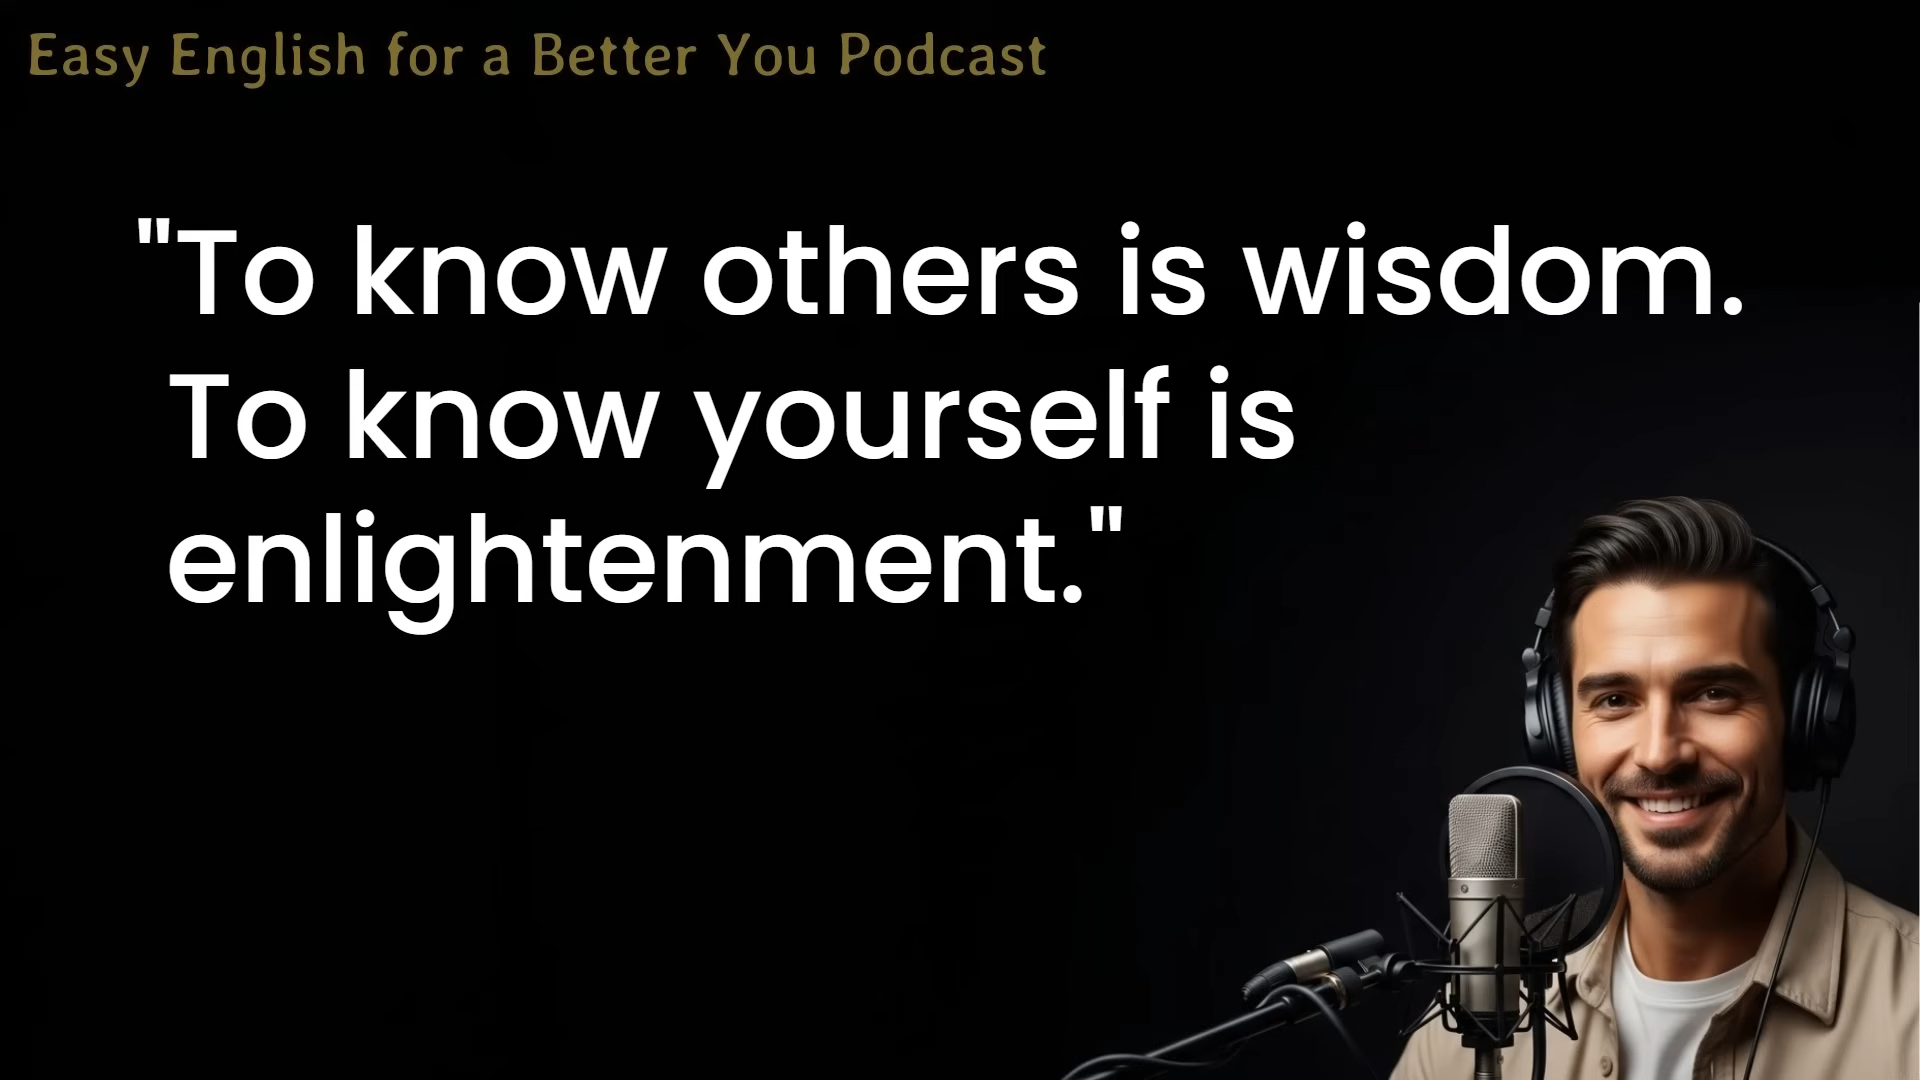 Easy English for a Better You Podcast
"To know others is wisdom.
To know yourself is
enlightenment."